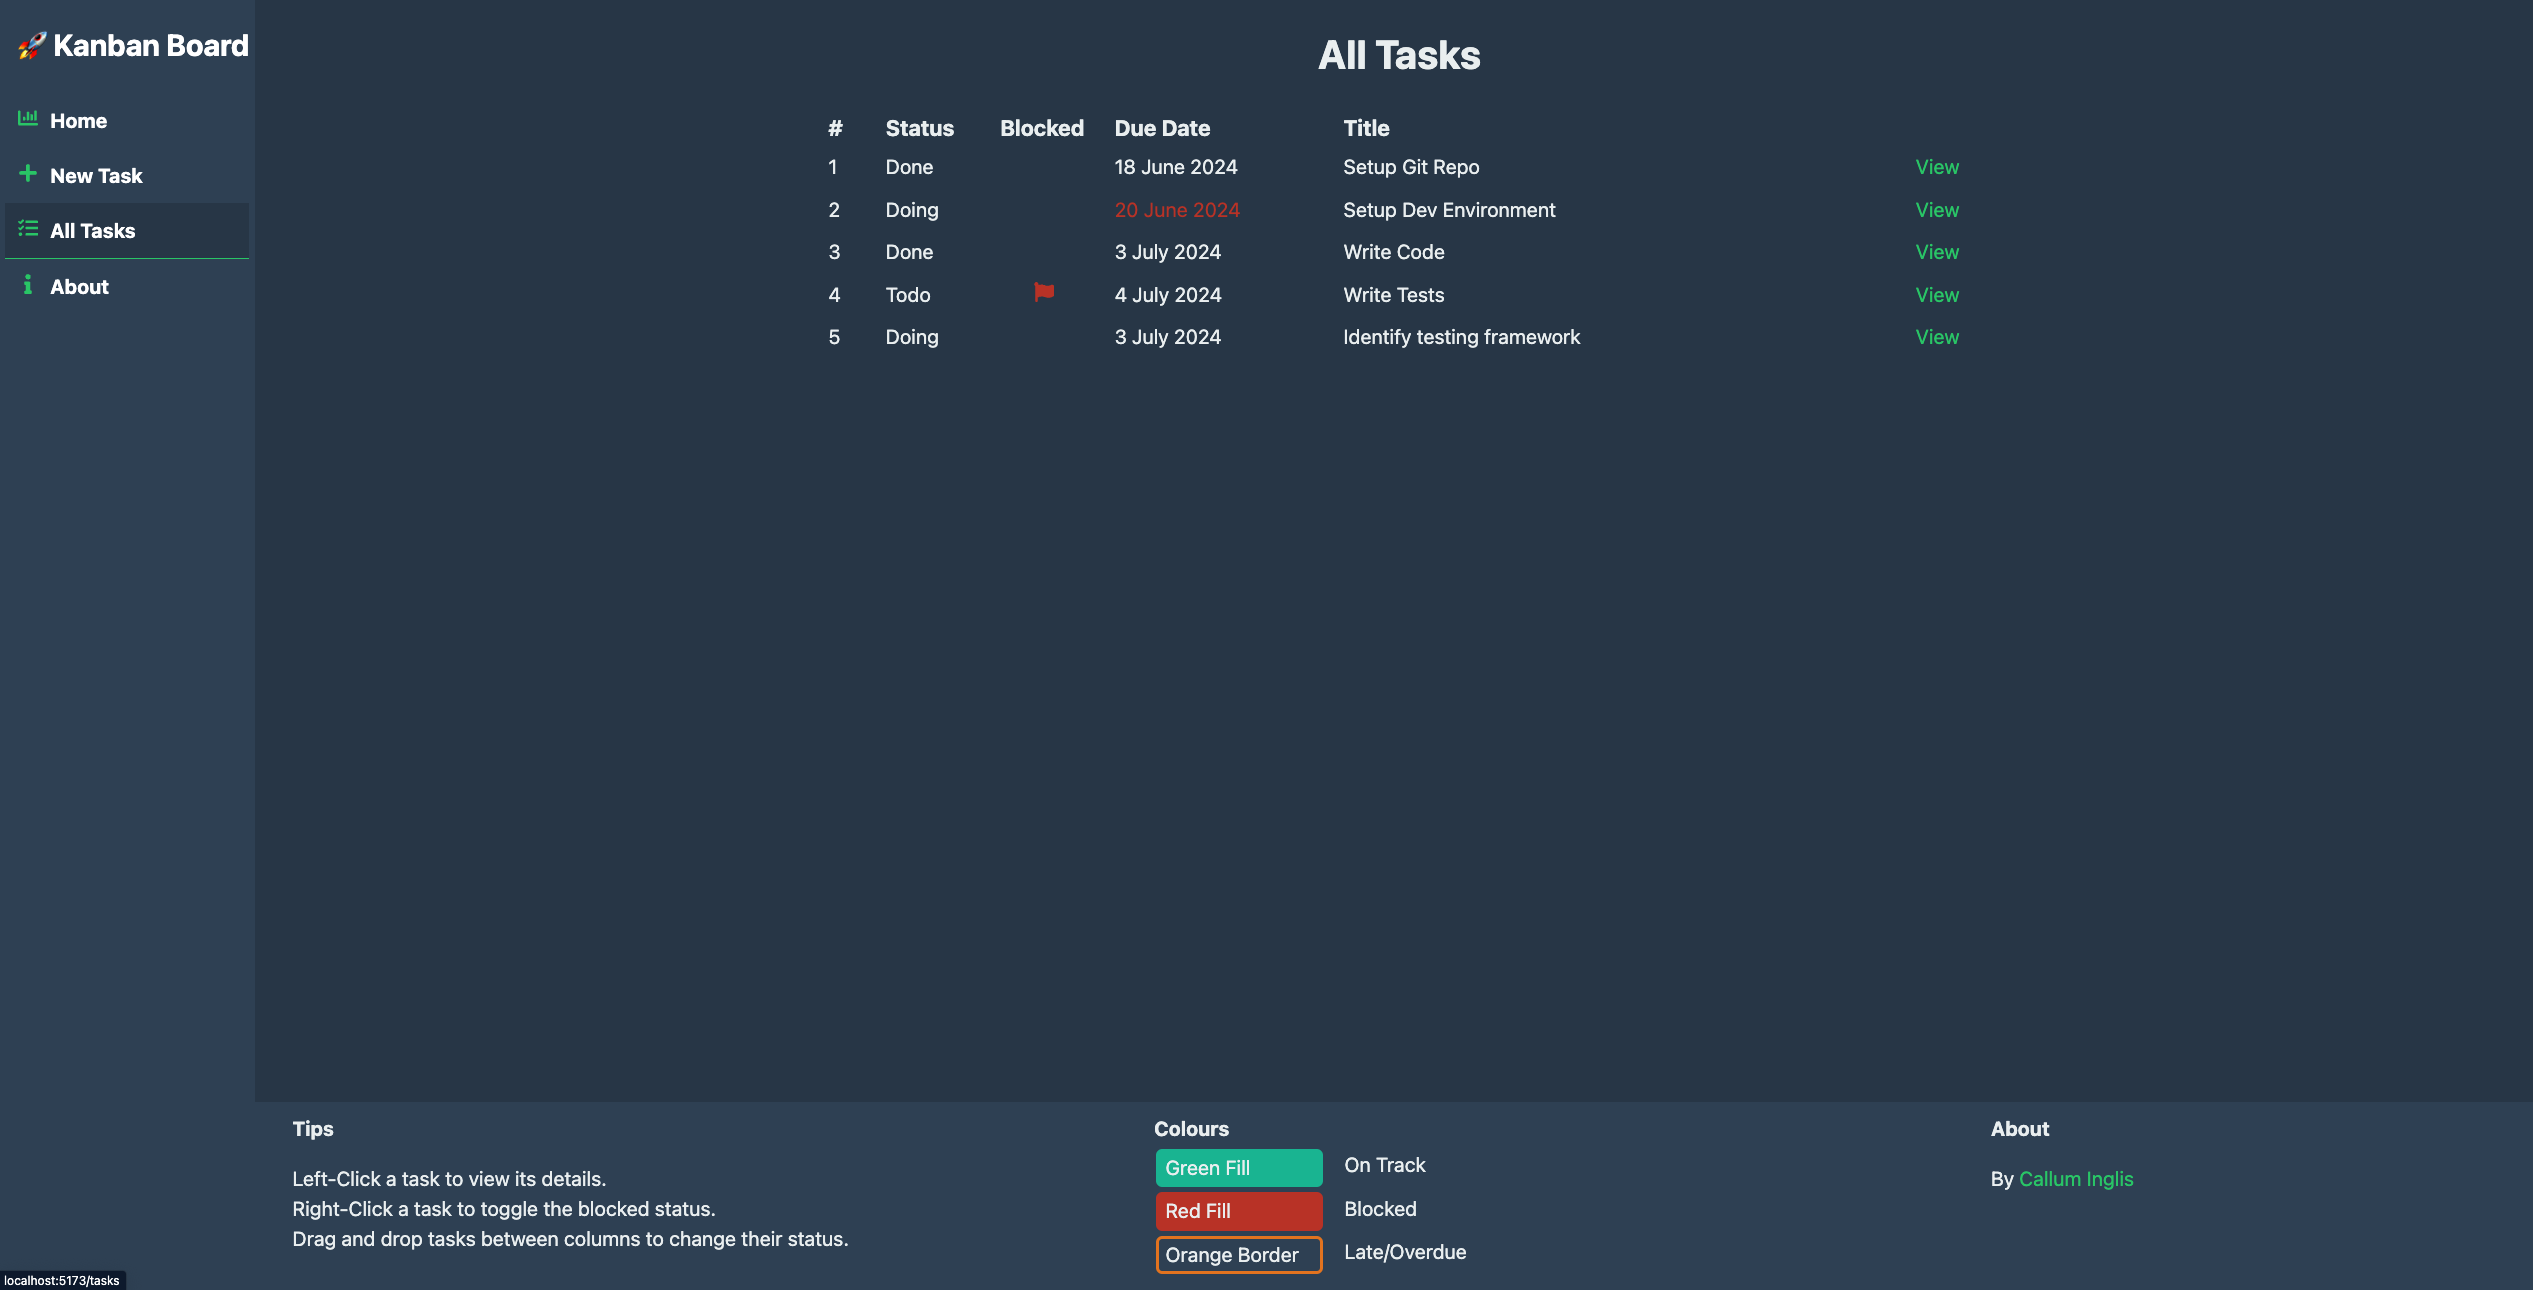 🚀 Kanban Board
Home
New Task
All Tasks
About
All Tasks
# Status Blocked Due Date Title
1 Done 18 June 2024 Setup Git Repo View
2 Doing 20 June 2024 Setup Dev Environment View
3 Done 3 July 2024 Write Code View
4 Todo 4 July 2024 Write Tests View
5 Doing 3 July 2024 Identify testing framework View
Tips
Left-Click a task to view its details.
Right-Click a task to toggle the blocked status.
Drag and drop tasks between columns to change their status.
Colours
Green Fill On Track
Red Fill Blocked
Orange Border Late/Overdue
About
By Callum Inglis
localhost:5173/tasks